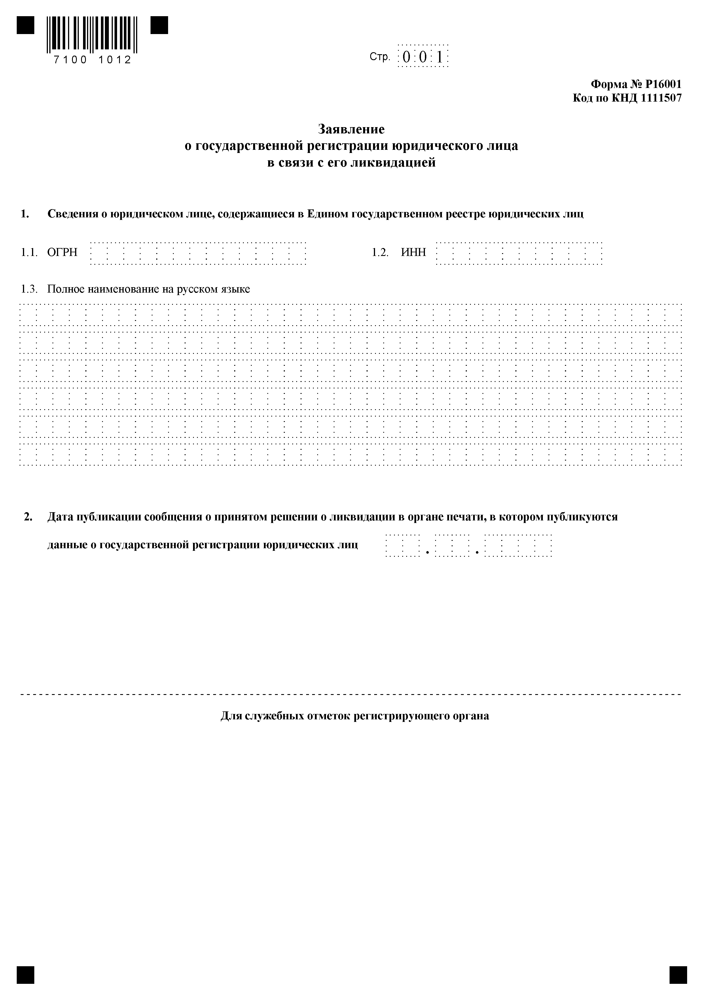 7100 1012
Стр. 001
Форма № Р16001
Код по КНД 1111507
Заявление
о государственной регистрации юридического лица
в связи с его ликвидацией
1. Сведения о юридическом лице, содержащиеся в Едином государственном реестре юридических лиц
1.1. ОГРН 1.2. ИНН
1.3. Полное наименование на русском языке
2. Дата публикации сообщения о принятом решении о ликвидации в органе печати, в котором публикуются
данные о государственной регистрации юридических лиц . .
Для служебных отметок регистрирующего органа